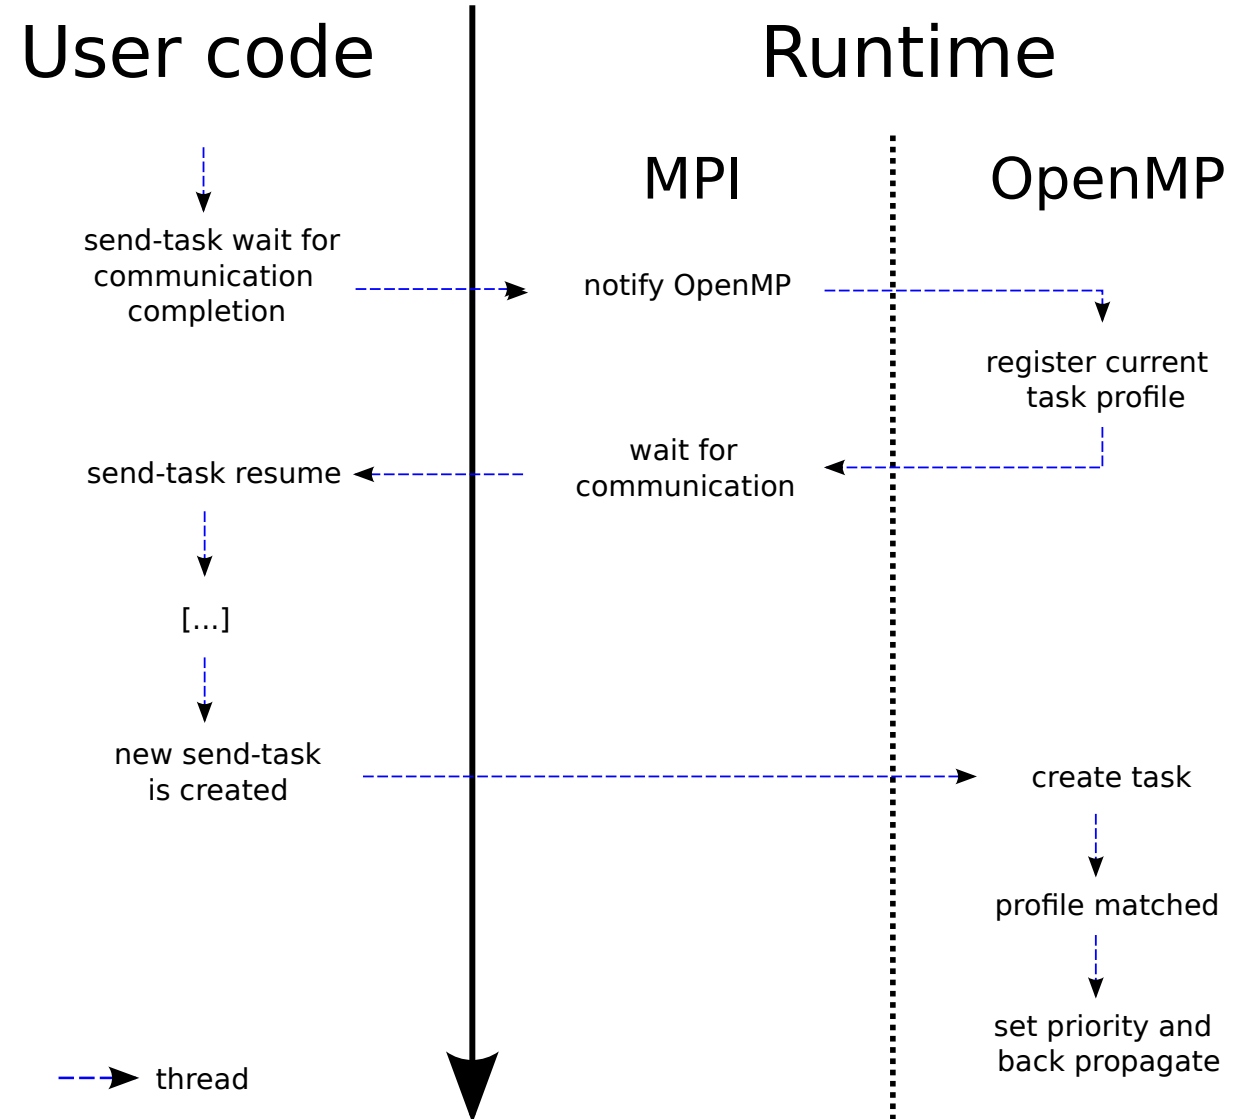 User code
Runtime
MPI
OpenMP
send-task wait for
communication
completion
notify OpenMP
register current
task profile
wait for
communication
send-task resume
[...]
new send-task
is created
create task
profile matched
set priority and
back propagate
thread